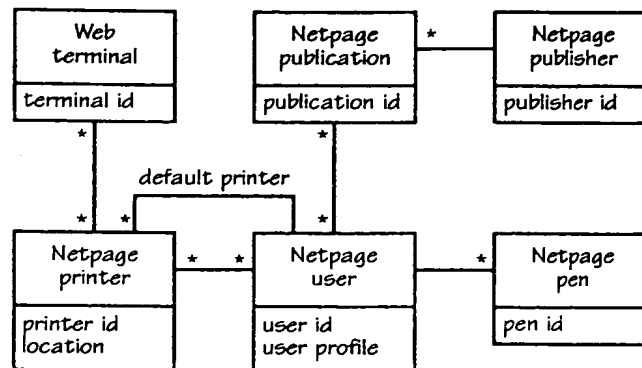 Web
terminal
terminal id
Netpage
publication
publication id
*
Netpage
publisher
publisher id
*
*
default printer
*
*
*
Netpage
printer
printer id
location
*
*
Netpage
user
user id
user profile
*
Netpage
pen
pen id